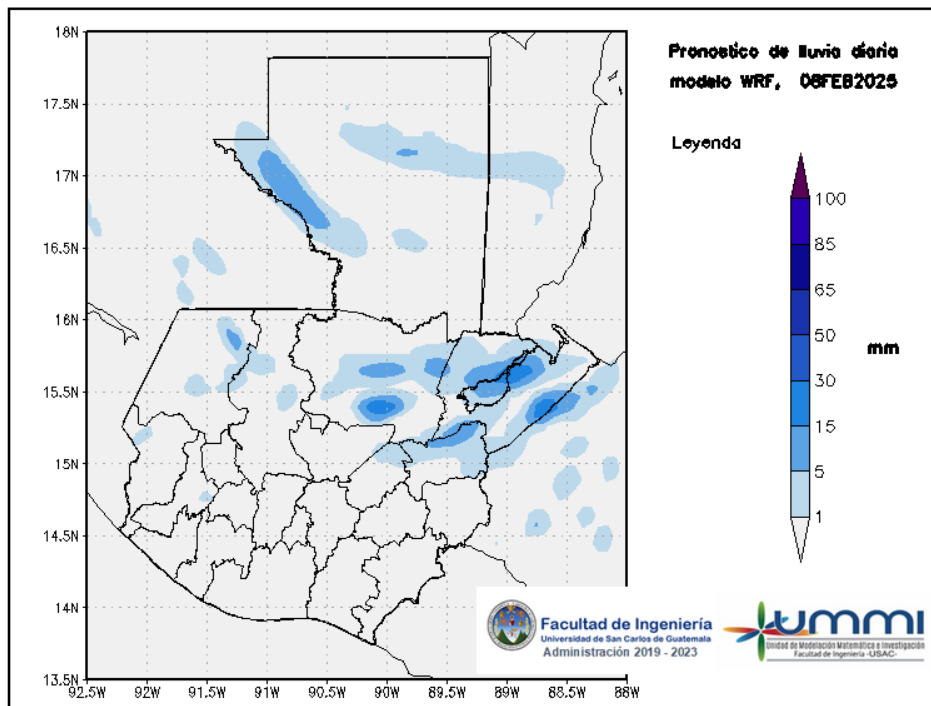 18N
17.5N
17N
16.5N
16N
15.5N
15N
14.5N
14N
13.5N
92.5W
92W
91.5W
91W
90.5W
90W
89.5W
89W
88.5W
88W
Pronostico de lluvia diaria
modelo WRF, 08FEB2025
Leyenda
100
85
65
50
30
15
5
1
mm
Facultad de Ingeniería
Universidad de San Carlos de Guatemala
Administración 2019 - 2023
ummi
Unidad de Modelación Matemática e Investigación
Facultad de Ingeniería -USAC-